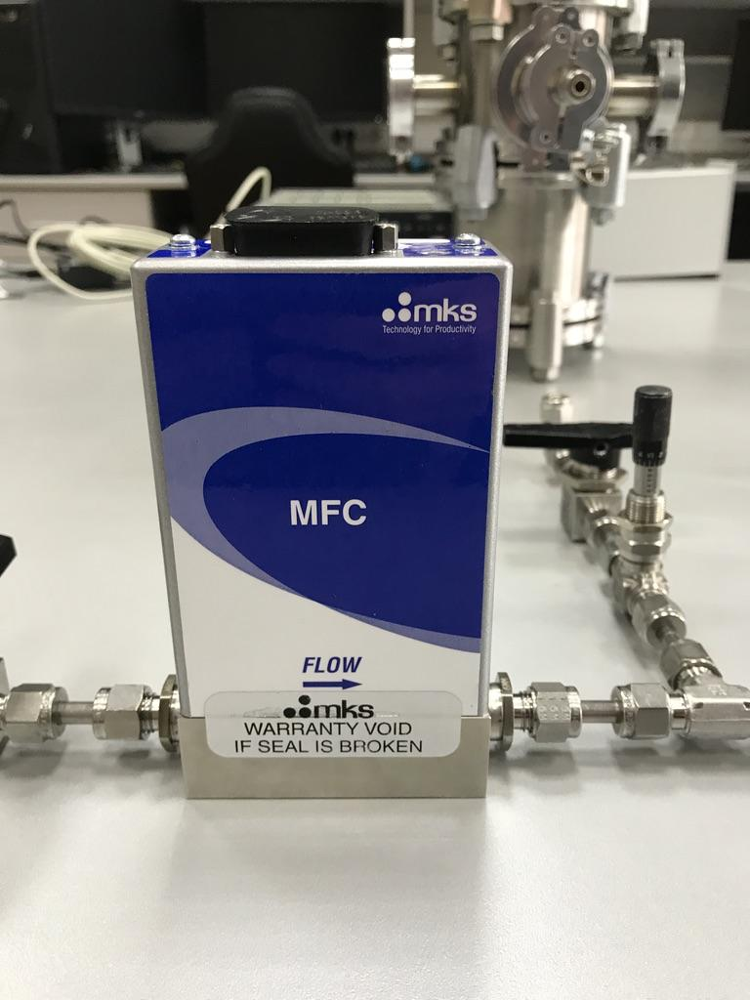 mks
Technology for Productivity
MFC
FLOW
mks
WARRANTY VOID
IF SEAL IS BROKEN